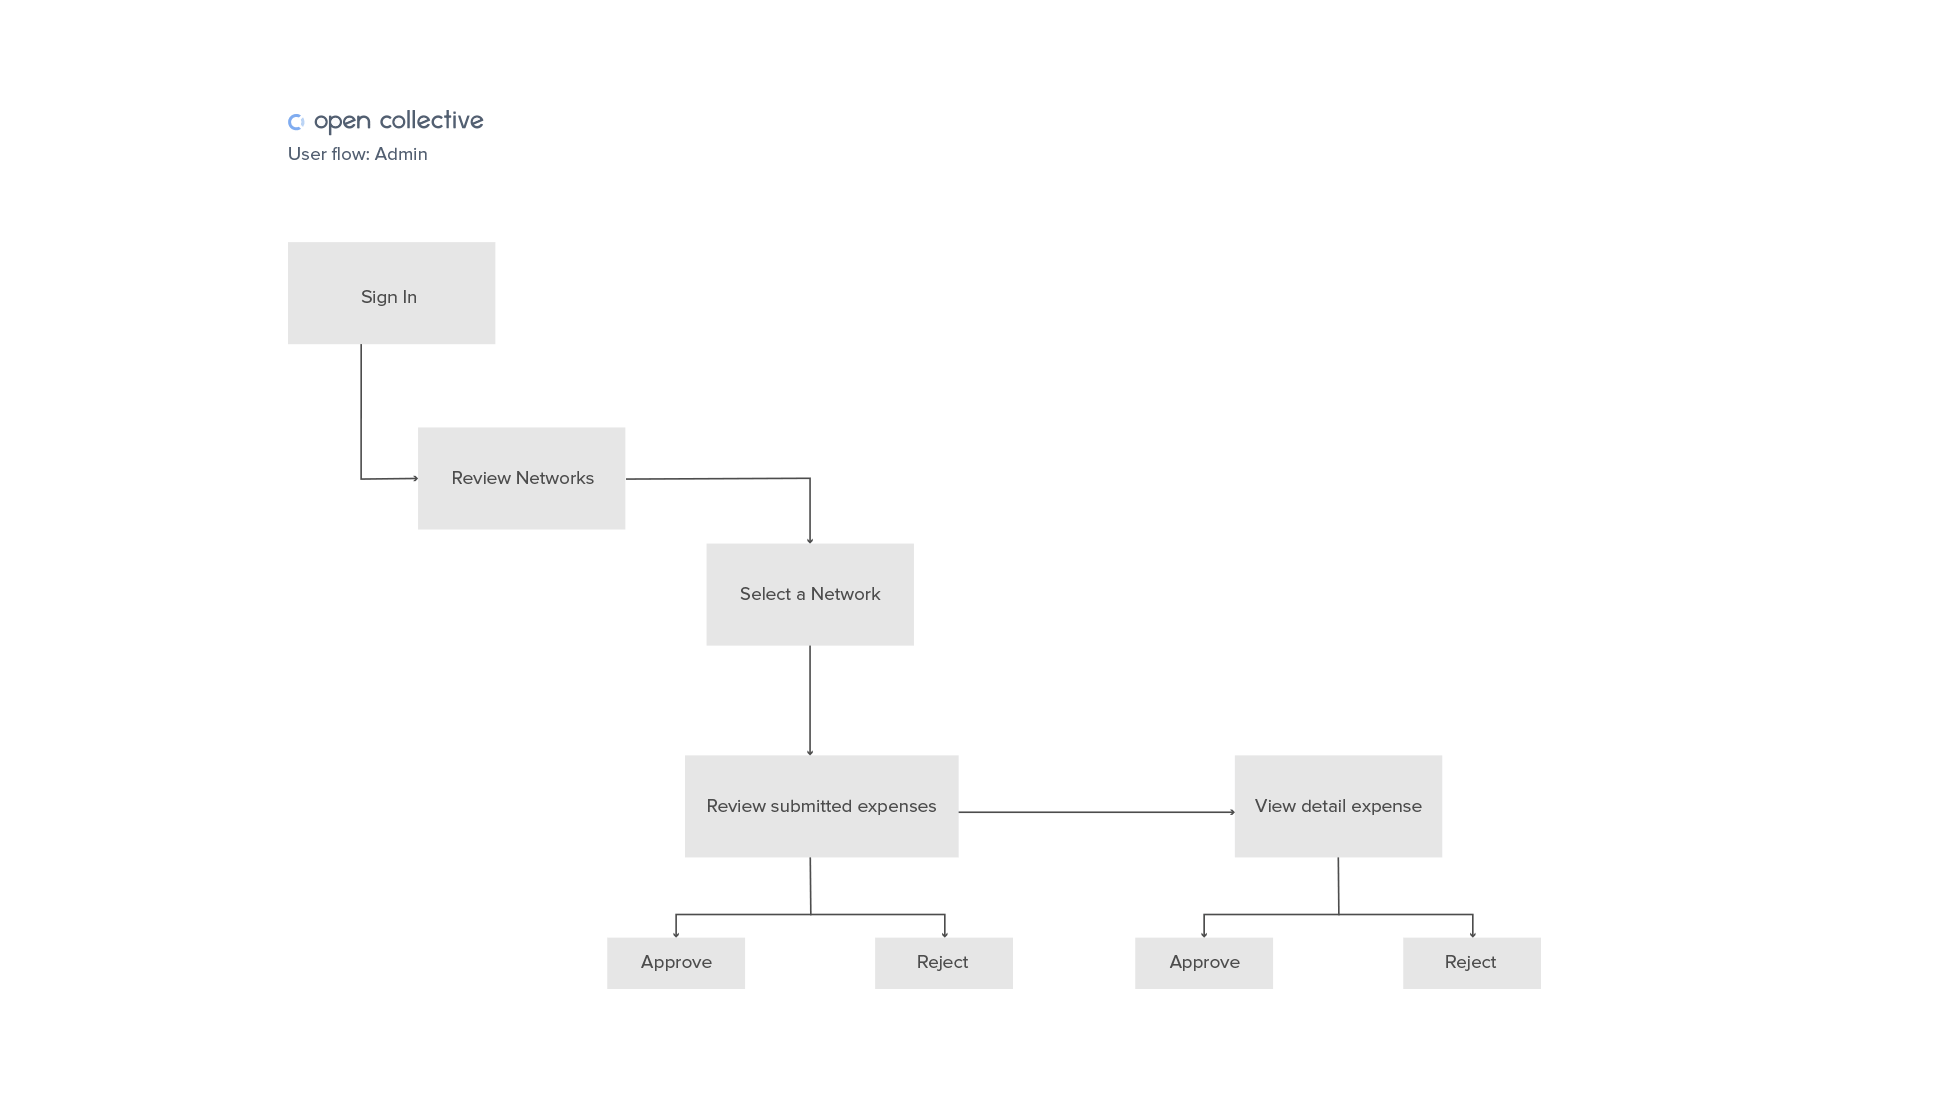 open collective
User flow: Admin
Sign In
Review Networks
Select a Network
Review submitted expenses
View detail expense
Approve
Reject
Approve
Reject